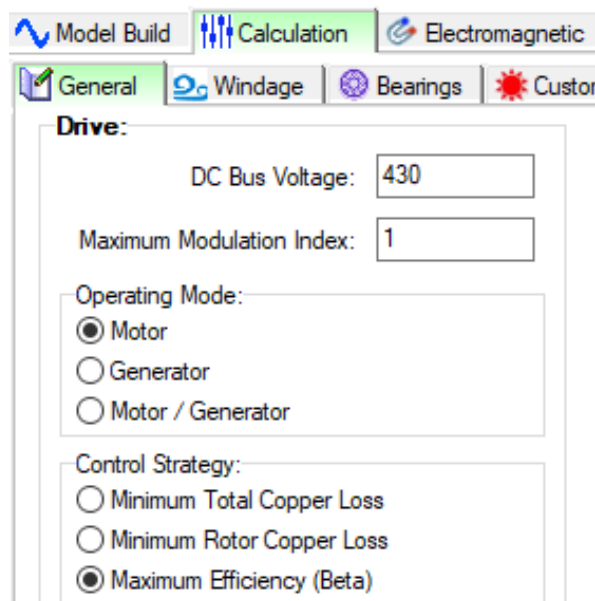 Model Build Calculation Electromagnetic
General Windage Bearings Custor
Drive:
DC Bus Voltage: 430
Maximum Modulation Index: 1
Operating Mode:
Motor
Generator
Motor / Generator
Control Strategy:
Minimum Total Copper Loss
Minimum Rotor Copper Loss
Maximum Efficiency (Beta)